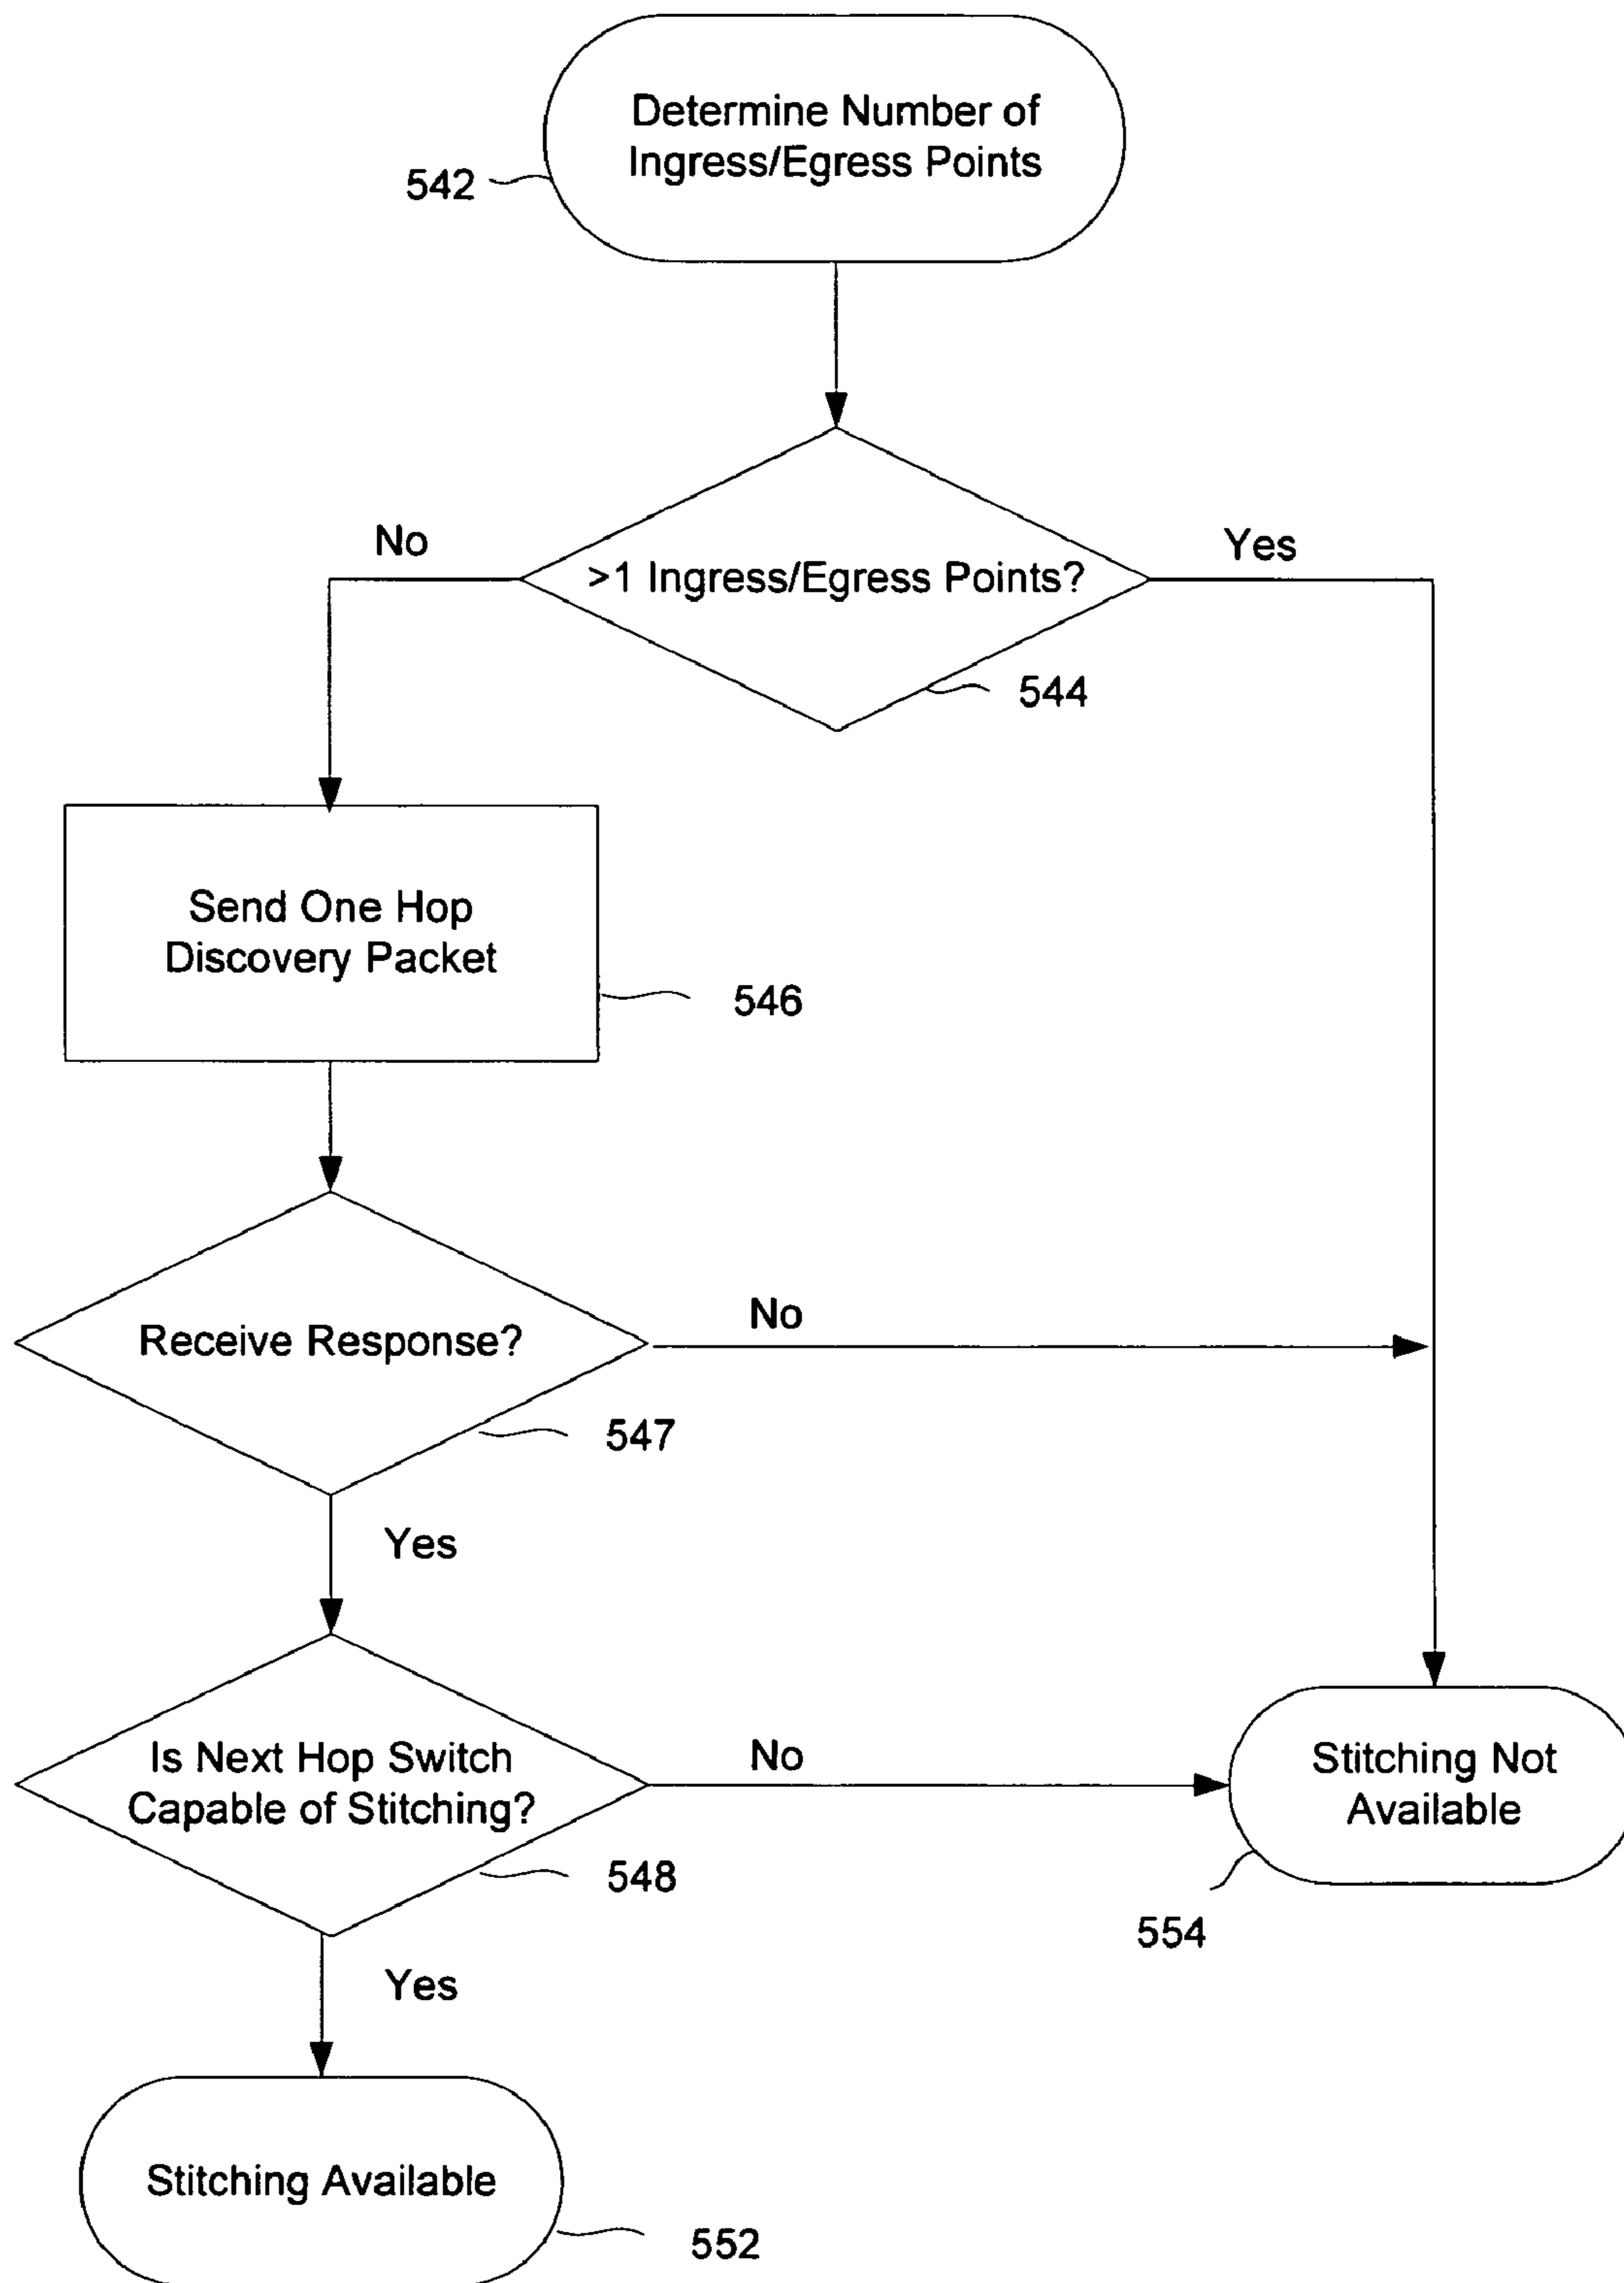 Determine Number of
Ingress/Egress Points
542
No
Yes
>1 Ingress/Egress Points?
544
Send One Hop
Discovery Packet
546
No
Receive Response?
547
Yes
Is Next Hop Switch
Capable of Stitching?
No
548
Stitching Not
Available
554
Yes
Stitching Available
552